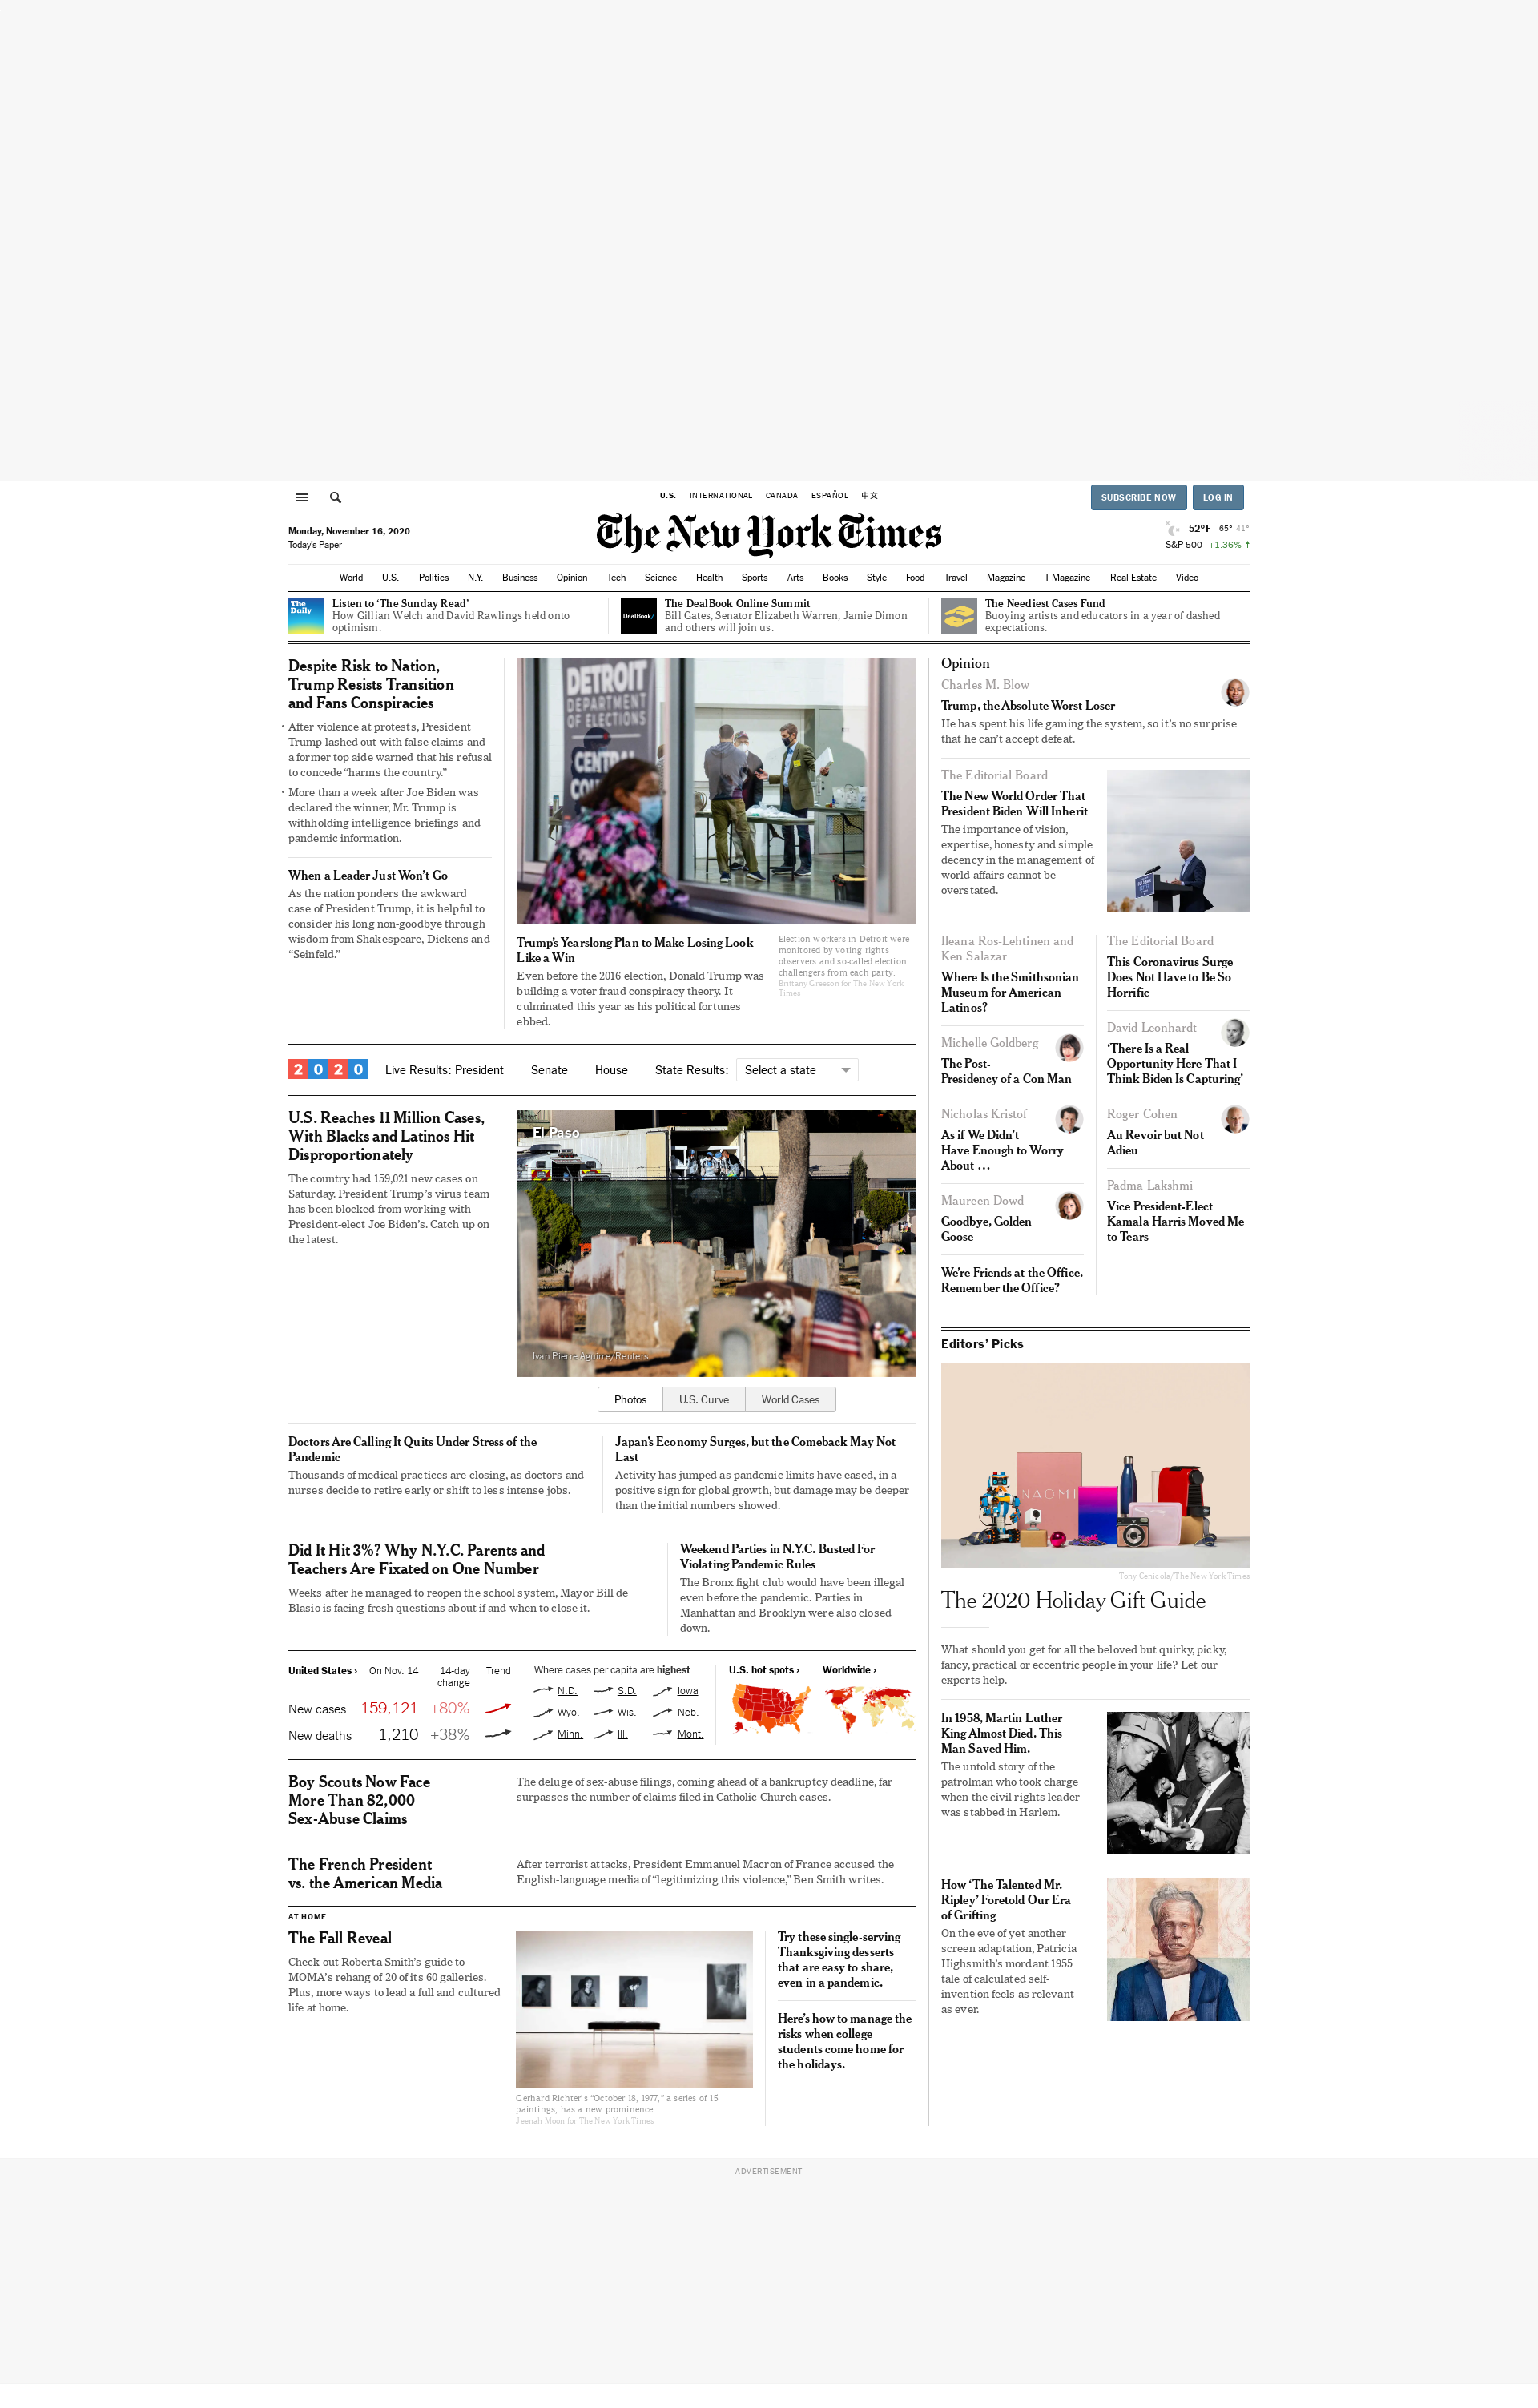 U.S. INTERNATIONAL CANADA ESPAÑOL 中文
SUBSCRIBE NOW LOG IN
Monday, November 16, 2020
Today's Paper
The New York Times
52°F 65° 41°
S&P 500 +1.36% ↑
World U.S. Politics N.Y. Business Opinion Tech Science Health Sports Arts Books Style Food Travel Magazine T Magazine Real Estate Video
The
Daily
Listen to ‘The Sunday Read’
How Gillian Welch and David Rawlings held onto
optimism.
DealBook/
The DealBook Online Summit
Bill Gates, Senator Elizabeth Warren, Jamie Dimon
and others will join us.
The Neediest Cases Fund
Buoying artists and educators in a year of dashed
expectations.
Despite Risk to Nation,
Trump Resists Transition
and Fans Conspiracies
• After violence at protests, President
Trump lashed out with false claims and
a former top aide warned that his refusal
to concede “harms the country.”
• More than a week after Joe Biden was
declared the winner, Mr. Trump is
withholding intelligence briefings and
pandemic information.
When a Leader Just Won’t Go
As the nation ponders the awkward
case of President Trump, it is helpful to
consider his long non-goodbye through
wisdom from Shakespeare, Dickens and
“Seinfeld.”
DETROIT
DEPARTMENT
OF ELECTIONS
CENTRAL
Trump’s Yearslong Plan to Make Losing Look
Like a Win
Even before the 2016 election, Donald Trump was
building a voter fraud conspiracy theory. It
culminated this year as his political fortunes
ebbed.
Election workers in Detroit were
monitored by voting rights
observers and so-called election
challengers from each party.
Brittany Greeson for The New York
Times
2020 Live Results: President Senate House State Results: Select a state
U.S. Reaches 11 Million Cases,
With Blacks and Latinos Hit
Disproportionately
The country had 159,021 new cases on
Saturday. President Trump’s virus team
has been blocked from working with
President-elect Joe Biden’s. Catch up on
the latest.
El Paso
Ivan Pierre Aguirre/Reuters
Photos U.S. Curve World Cases
Doctors Are Calling It Quits Under Stress of the
Pandemic
Thousands of medical practices are closing, as doctors and
nurses decide to retire early or shift to less intense jobs.
Japan’s Economy Surges, but the Comeback May Not
Last
Activity has jumped as pandemic limits have eased, in a
positive sign for global growth, but damage may be deeper
than the initial numbers showed.
Did It Hit 3%? Why N.Y.C. Parents and
Teachers Are Fixated on One Number
Weeks after he managed to reopen the school system, Mayor Bill de
Blasio is facing fresh questions about if and when to close it.
Weekend Parties in N.Y.C. Busted For
Violating Pandemic Rules
The Bronx fight club would have been illegal
even before the pandemic. Parties in
Manhattan and Brooklyn were also closed
down.
United States › On Nov. 14 14-day
change Trend
New cases 159,121 +80%
New deaths 1,210 +38%
Where cases per capita are highest
N.D. S.D. Iowa
Wyo. Wis. Neb.
Minn. Ill. Mont.
U.S. hot spots › Worldwide ›
Boy Scouts Now Face
More Than 82,000
Sex-Abuse Claims
The deluge of sex-abuse filings, coming ahead of a bankruptcy deadline, far
surpasses the number of claims filed in Catholic Church cases.
The French President
vs. the American Media
After terrorist attacks, President Emmanuel Macron of France accused the
English-language media of “legitimizing this violence,” Ben Smith writes.
AT HOME
The Fall Reveal
Check out Roberta Smith’s guide to
MOMA’s rehang of 20 of its 60 galleries.
Plus, more ways to lead a full and cultured
life at home.
Gerhard Richter’s “October 18, 1977,” a series of 15
paintings, has a new prominence.
Jeenah Moon for The New York Times
Try these single-serving
Thanksgiving desserts
that are easy to share,
even in a pandemic.
Here’s how to manage the
risks when college
students come home for
the holidays.
Opinion
Charles M. Blow
Trump, the Absolute Worst Loser
He has spent his life gaming the system, so it’s no surprise
that he can’t accept defeat.
The Editorial Board
The New World Order That
President Biden Will Inherit
The importance of vision,
expertise, honesty and simple
decency in the management of
world affairs cannot be
overstated.
Ileana Ros-Lehtinen and
Ken Salazar
Where Is the Smithsonian
Museum for American
Latinos?
Michelle Goldberg
The Post-
Presidency of a Con Man
Nicholas Kristof
As if We Didn’t
Have Enough to Worry
About …
Maureen Dowd
Goodbye, Golden
Goose
We’re Friends at the Office.
Remember the Office?
The Editorial Board
This Coronavirus Surge
Does Not Have to Be So
Horrific
David Leonhardt
‘There Is a Real
Opportunity Here That I
Think Biden Is Capturing’
Roger Cohen
Au Revoir but Not
Adieu
Padma Lakshmi
Vice President-Elect
Kamala Harris Moved Me
to Tears
Editors’ Picks
NAOMI
Tony Cenicola/The New York Times
The 2020 Holiday Gift Guide
What should you get for all the beloved but quirky, picky,
fancy, practical or eccentric people in your life? Let our
experts help.
In 1958, Martin Luther
King Almost Died. This
Man Saved Him.
The untold story of the
patrolman who took charge
when the civil rights leader
was stabbed in Harlem.
How ‘The Talented Mr.
Ripley’ Foretold Our Era
of Grifting
On the eve of yet another
screen adaptation, Patricia
Highsmith’s mordant 1955
tale of calculated self-
invention feels as relevant
as ever.
ADVERTISEMENT